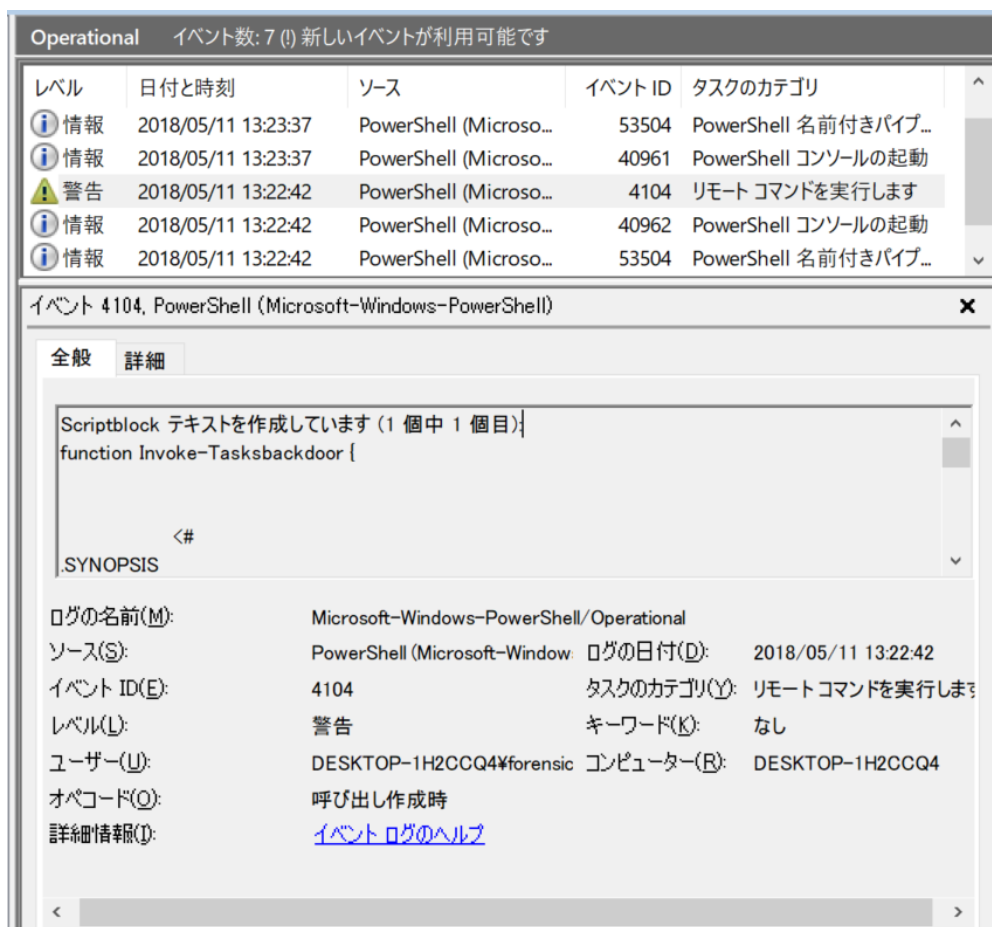 Operational イベント数: 7 (!) 新しいイベントが利用可能です
レベル 日付と時刻 ソース イベント ID タスクのカテゴリ
情報 2018/05/11 13:23:37 PowerShell (Microso... 53504 PowerShell 名前付きパイプ...
情報 2018/05/11 13:23:37 PowerShell (Microso... 40961 PowerShell コンソールの起動
警告 2018/05/11 13:22:42 PowerShell (Microso... 4104 リモート コマンドを実行します
情報 2018/05/11 13:22:42 PowerShell (Microso... 40962 PowerShell コンソールの起動
情報 2018/05/11 13:22:42 PowerShell (Microso... 53504 PowerShell 名前付きパイプ...
イベント 4104, PowerShell (Microsoft-Windows-PowerShell)
全般 詳細
Scriptblock テキストを作成しています (1 個中 1 個目):
function Invoke-Tasksbackdoor {
<#
.SYNOPSIS
ログの名前(M): Microsoft-Windows-PowerShell/Operational
ソース(S): PowerShell (Microsoft-Window ログの日付(D): 2018/05/11 13:22:42
イベント ID(E): 4104 タスクのカテゴリ(Y): リモート コマンドを実行します
レベル(L): 警告 キーワード(K): なし
ユーザー(U): DESKTOP-1H2CCQ4¥forensic コンピューター(R): DESKTOP-1H2CCQ4
オペコード(O): 呼び出し作成時
詳細情報(I): イベント ログのヘルプ